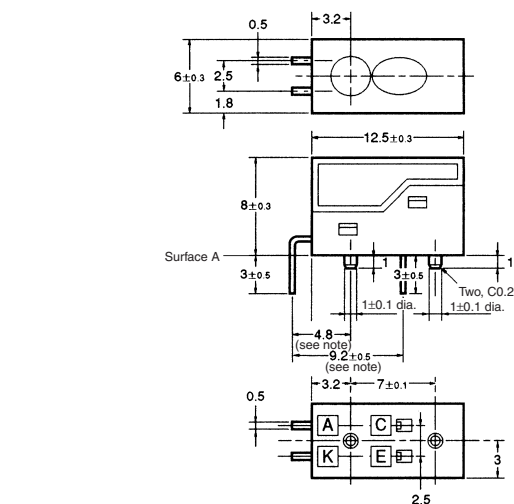 3.2
0.5
6±0.3
2.5
1.8
12.5±0.3
8±0.3
Surface A
1
1
3±0.5
3±0.5
Two, C0.2
1±0.1 dia.
1±0.1 dia.
4.8
(see note)
9.2±0.5
(see note)
3.2
7±0.1
0.5
A
C
K
E
3
2.5